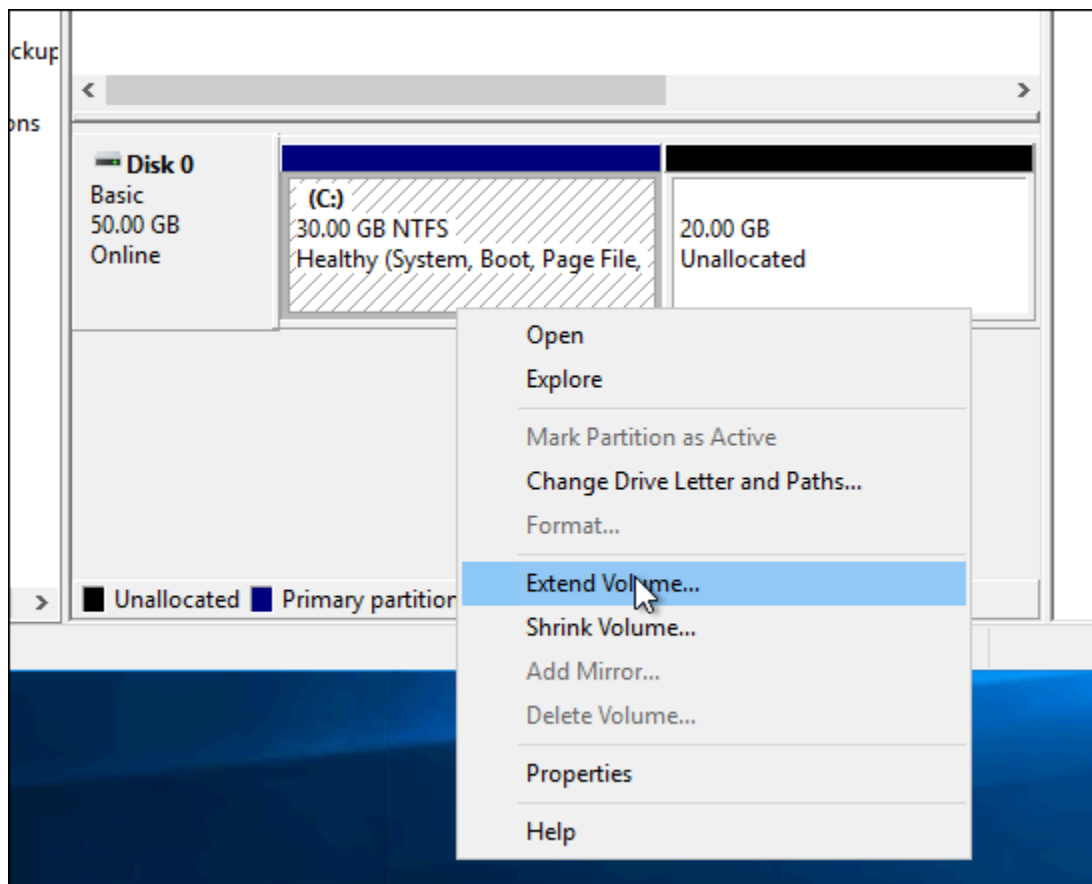 ckup
ons
Disk 0
Basic
50.00 GB
Online
(C:)
30.00 GB NTFS
Healthy (System, Boot, Page File,
20.00 GB
Unallocated
Open
Explore
Mark Partition as Active
Change Drive Letter and Paths...
Format...
Extend Volume...
Shrink Volume...
Add Mirror...
Delete Volume...
Properties
Help
Unallocated Primary partition